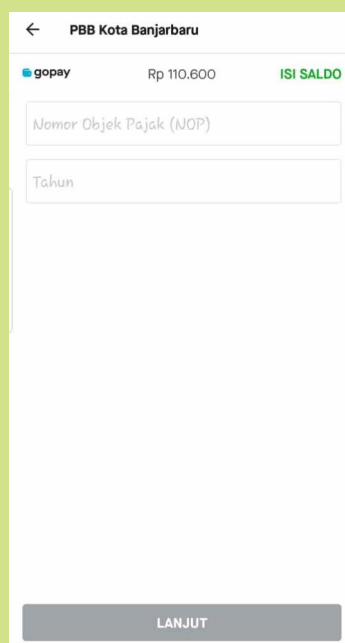 PBB Kota Banjarbaru
gopay Rp 110.600 ISI SALDO
Nomor Objek Pajak (NOP)
Tahun
LANJUT